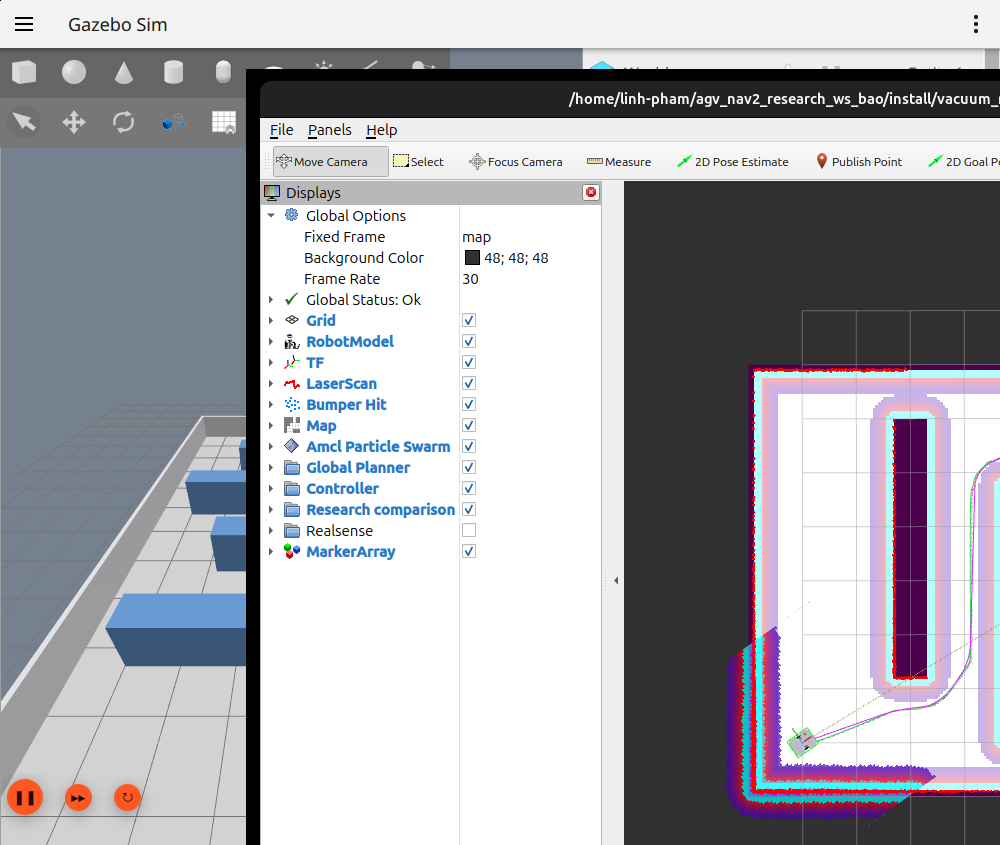 Gazebo Sim
/home/linh-pham/agv_nav2_research_ws_bao/install/vacuum_
File Panels Help
Move Camera Select Focus Camera Measure 2D Pose Estimate Publish Point 2D Goal
Displays
Global Options
Fixed Frame map
Background Color 48; 48; 48
Frame Rate 30
Global Status: Ok
Grid
RobotModel
TF
LaserScan
Bumper Hit
Map
Amcl Particle Swarm
Global Planner
Controller
Research comparison
Realsense
MarkerArray